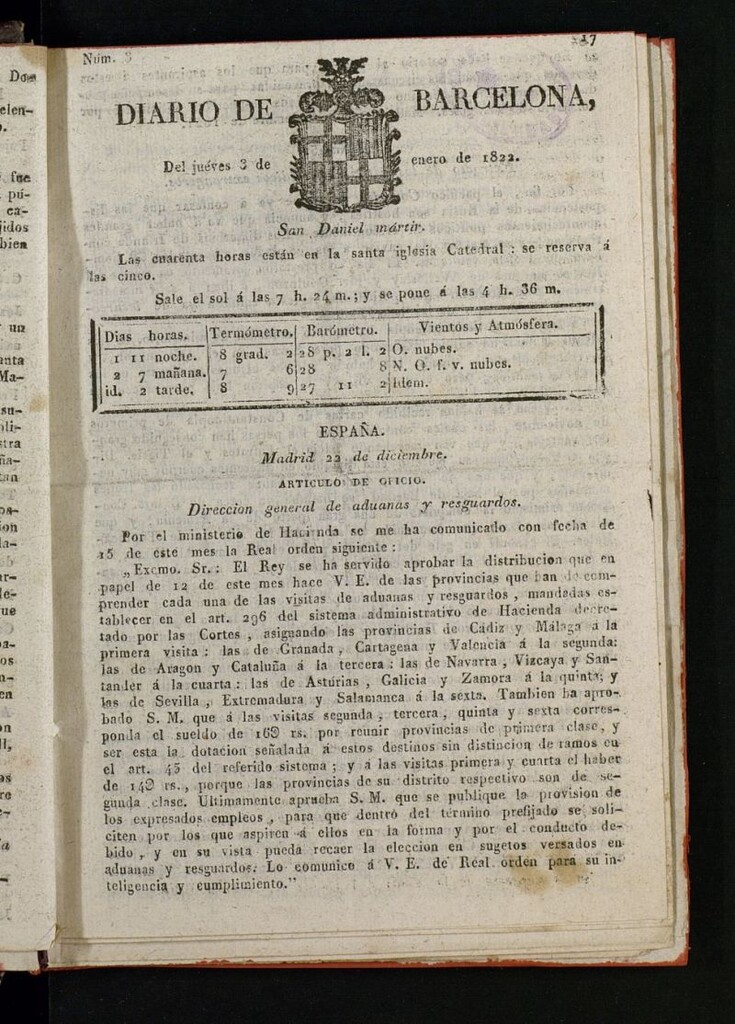 Núm. 3
DIARIO DE BARCELONA,
Del juéves 3 de enero de 1822.
San Daniel mártir.
Las cuarenta horas están en la santa iglesia Catedral : se reserva á
las cinco.
Sale el sol á las 7 h. 24 m.; y se pone á las 4 h. 36 m.
Dias horas. Termómetro. Barómetro. Vientos y Atmósfera.
1 11 noche. 8 grad. 2 28 p. 2 l. 2 O. nubes.
2 7 mañana. 7 6 28 8 N. O. f. v. nubes.
id. 2 tarde. 8 9 27 11 2 Idem.
ESPAÑA.
Madrid 22 de diciembre.
ARTICULO DE OFICIO.
Direccion general de aduanas y resguardos.
Por el ministerio de Hacienda se me ha comunicado con fecha de
15 de este mes la Real orden siguiente :
„Excmo. Sr.: El Rey se ha servido aprobar la distribucion que en
papel de 12 de este mes hace V. E. de las provincias que han de com-
prender cada una de las visitas de aduanas y resguardos, mandadas es-
tablecer en el art. 296 del sistema administrativo de Hacienda decre-
tado por las Cortes, asiguando las provincias de Cádiz y Málaga á la
primera visita : las de Granada, Cartagena y Valencia á la segunda:
las de Aragon y Cataluña á la tercera : las de Navarra, Vizcaya y San-
tander á la cuarta : las de Asturias, Galicia y Zamora á la quinta; y
las de Sevilla, Extremadura y Salamanca á la sexta. Tambien ha apro-
bado S. M. que á las visitas segunda, tercera, quinta y sexta corres-
ponda el sueldo de 16® rs. por reunir provincias de primera clase, y
ser esta la dotacion señalada á estos destinos sin distincion de ramos en
el art. 45 del referido sistema ; y á las visitas primera y cuarta el haber
de 14® rs., porque las provincias de su distrito respectivo son de se-
gunda clase. Ultimamente aprueba S. M. que se publique la provision de
los expresados empleos, para que dentro del término prefijado se soli-
citen por los que aspiren á ellos en la forma y por el conducto de-
bido, y en su vista pueda recaer la eleccion en sugetos versados en
aduanas y resguardos. Lo comunico á V. E. de Real orden para su in-
teligencia y cumplimiento."